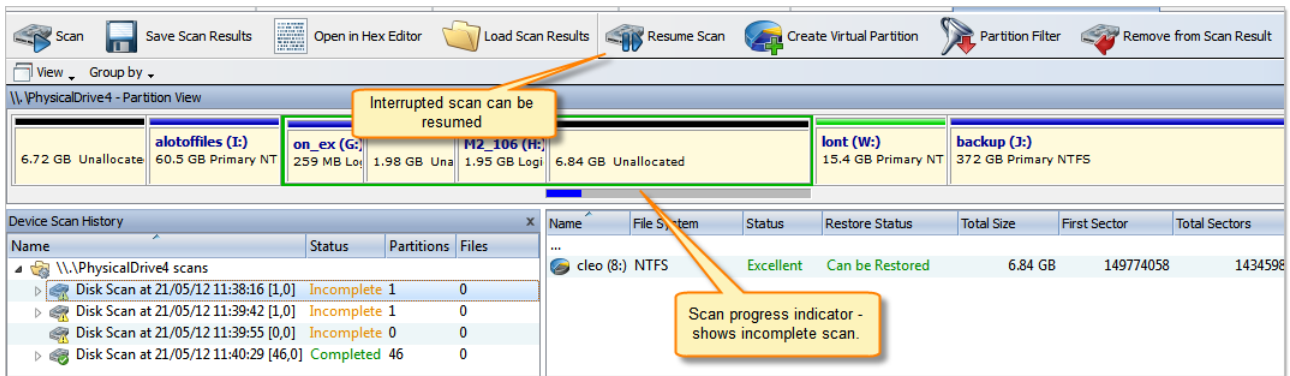 Scan Save Scan Results Open in Hex Editor Load Scan Results Resume Scan Create Virtual Partition Partition Filter Remove from Scan Result
View Group by
\\.\PhysicalDrive4 - Partition View
Interrupted scan can be
resumed
alotoffiles (I:) on_ex (G: M2_106 (H: lont (W:) backup (J:)
6.72 GB Unallocate 60.5 GB Primary NT 259 MB Log 1.98 GB Una 1.95 GB Logi 6.84 GB Unallocated 15.4 GB Primary NT 372 GB Primary NTFS
Device Scan History x Name File System Status Restore Status Total Size First Sector Total Sectors
Name Status Partitions Files ...
\\.\PhysicalDrive4 scans cleo (8:) NTFS Excellent Can be Restored 6.84 GB 149774058 1434598
Disk Scan at 21/05/12 11:38:16 [1,0] Incomplete 1 0
Disk Scan at 21/05/12 11:39:42 [1,0] Incomplete 1 0
Disk Scan at 21/05/12 11:39:55 [0,0] Incomplete 0 0
Disk Scan at 21/05/12 11:40:29 [46,0] Completed 46 0
Scan progress indicator -
shows incomplete scan.